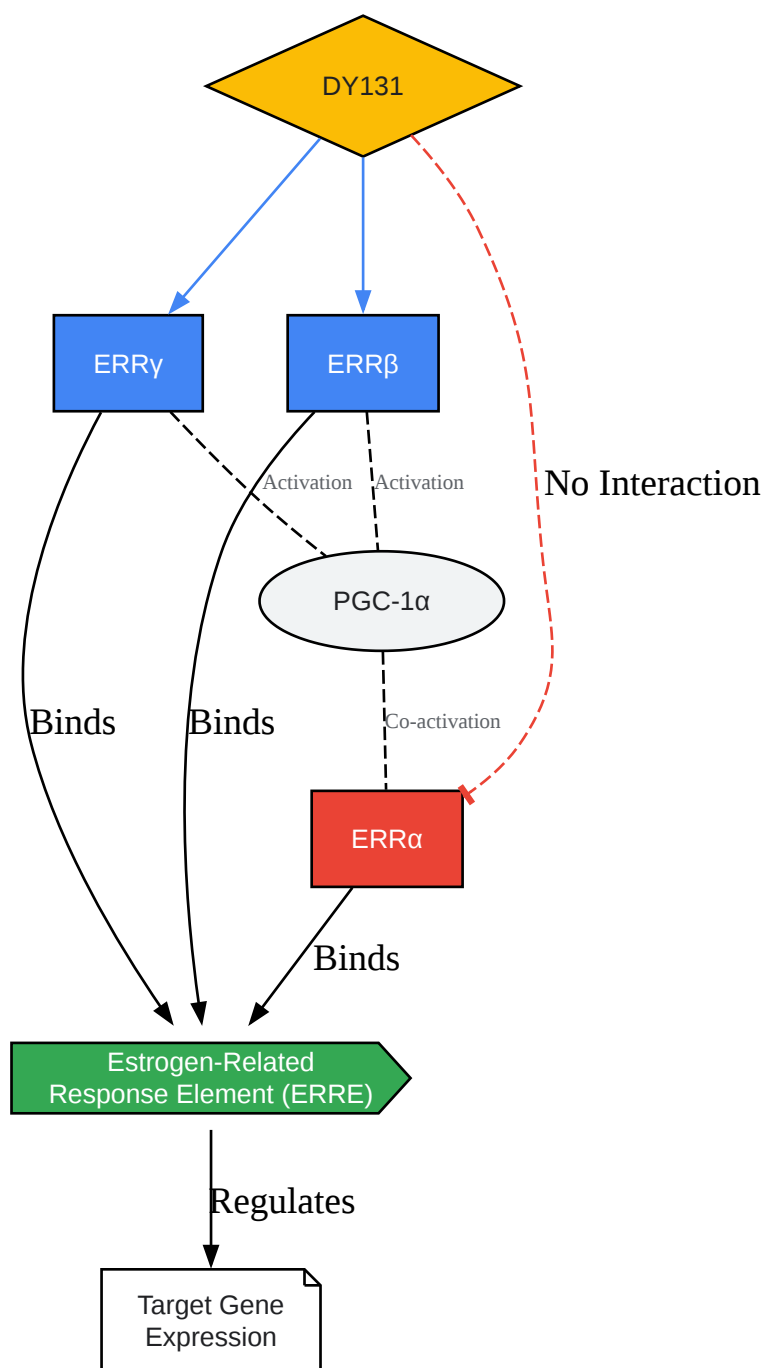 DY131
ERRγ
ERRβ
Activation
Activation
No Interaction
PGC-1α
Binds
Binds
Co-activation
ERRα
Binds
Estrogen-Related
Response Element (ERRE)
Regulates
Target Gene
Expression